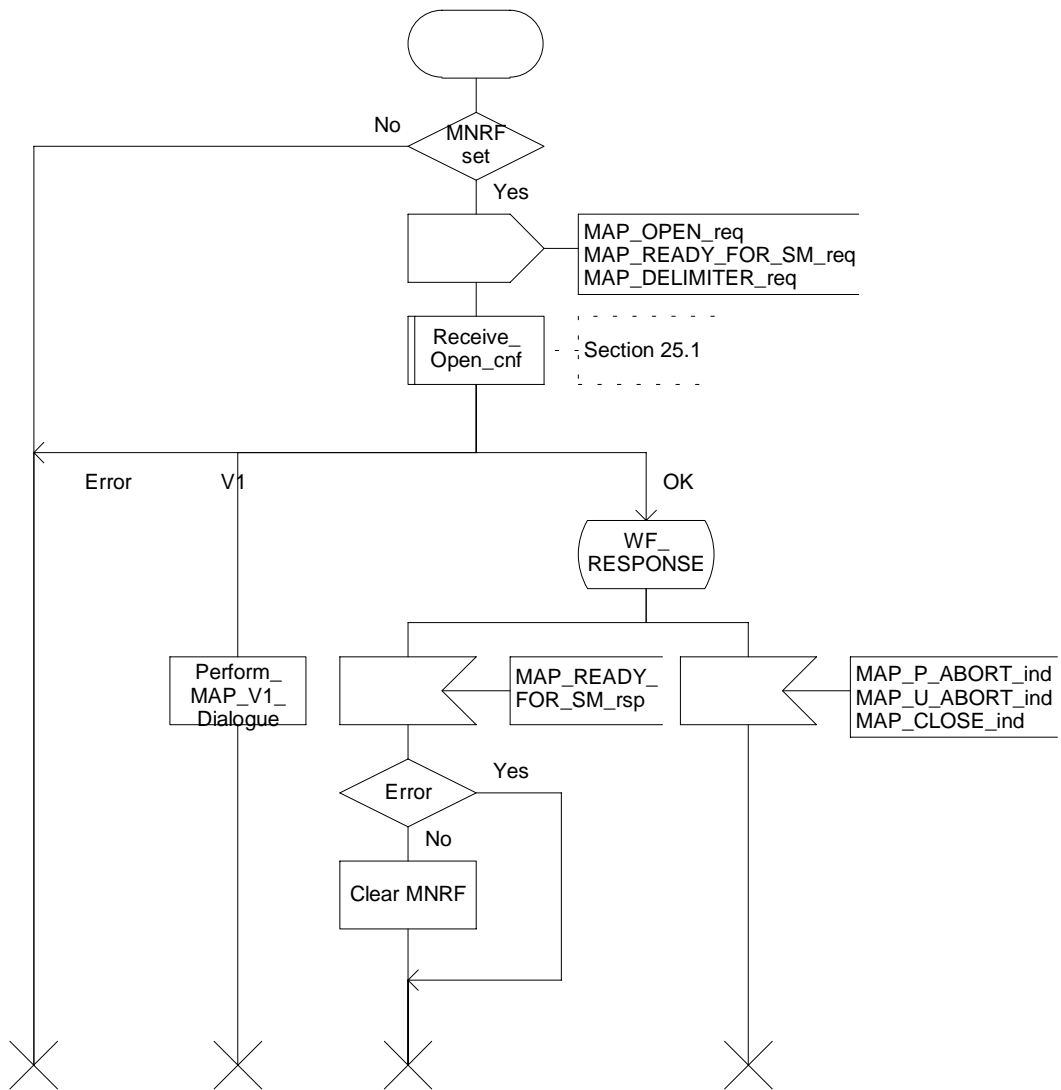 No
MNRF
set
Yes
MAP_OPEN_req
MAP_READY_FOR_SM_req
MAP_DELIMITER_req
Receive_
Open_cnf
Section 25.1
Error
V1
OK
WF_
RESPONSE
Perform_
MAP_V1_
Dialogue
MAP_READY_
FOR_SM_rsp
MAP_P_ABORT_ind
MAP_U_ABORT_ind
MAP_CLOSE_ind
Error
Yes
No
Clear MNRF